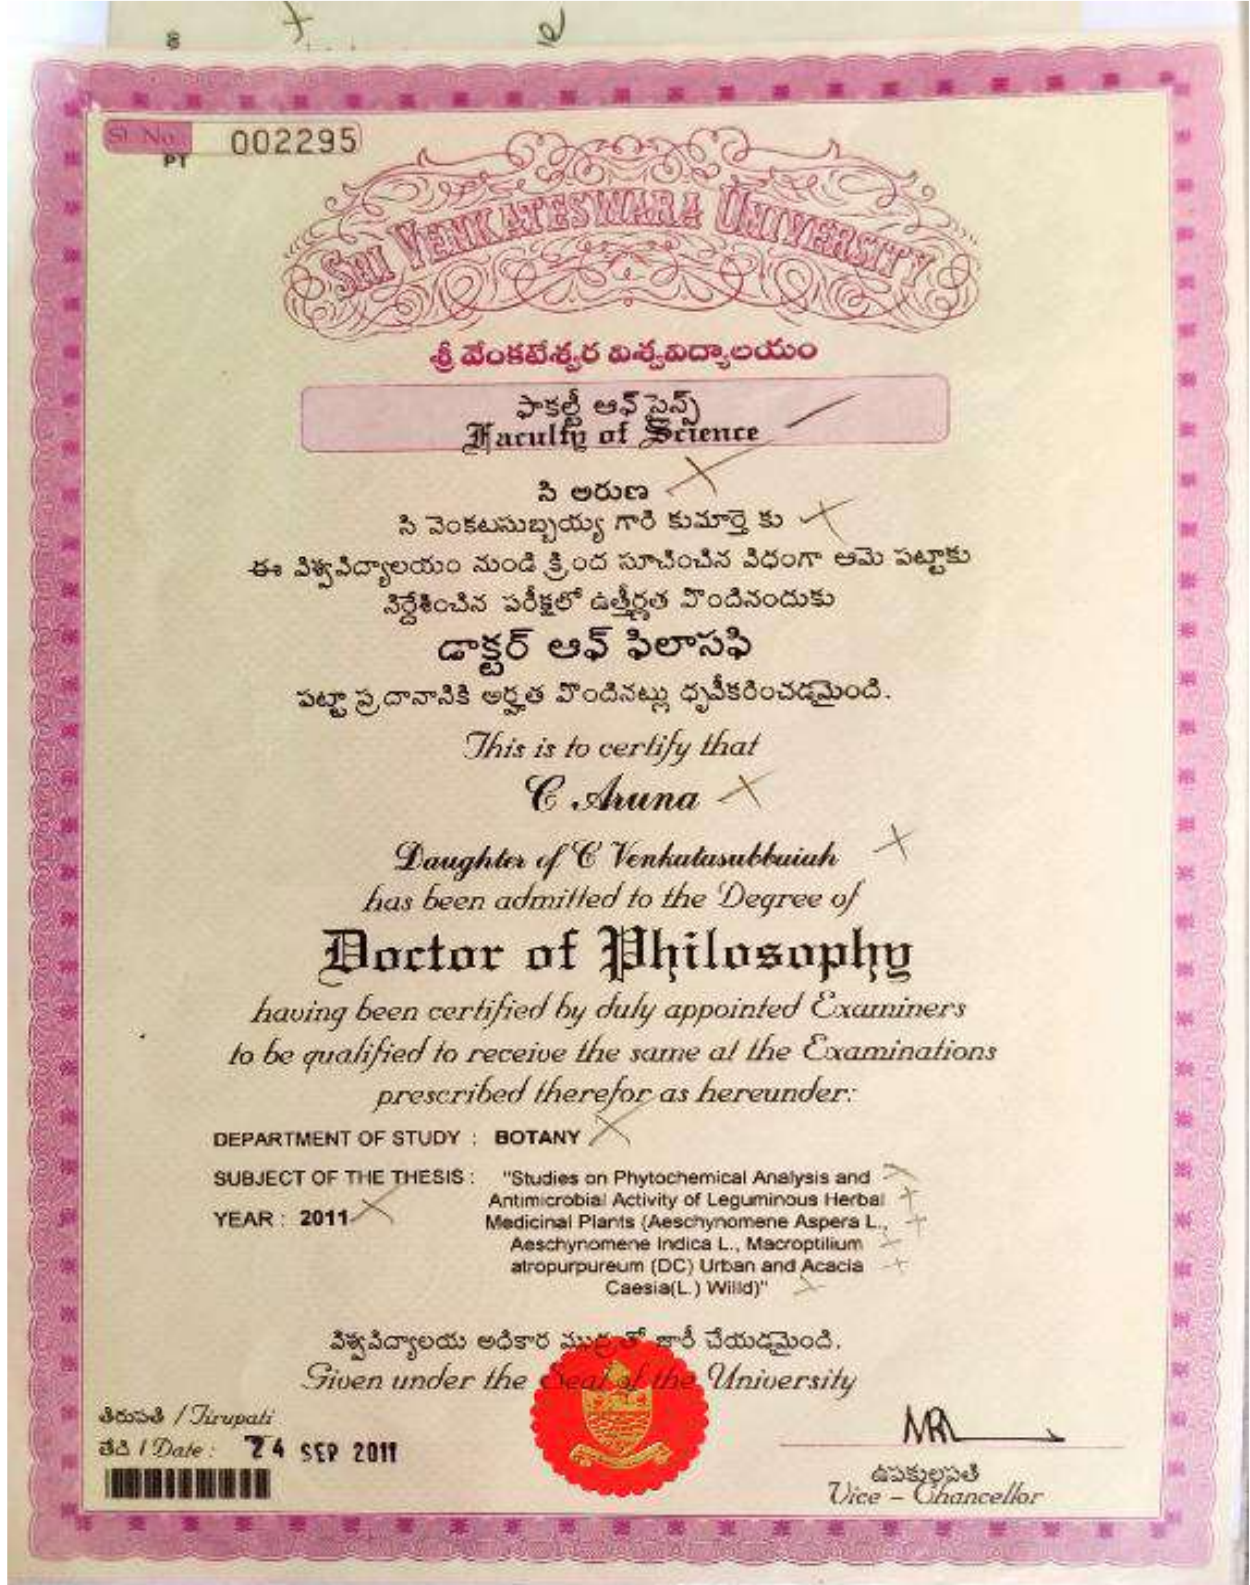 Sl. No.
PT
002295
SRI VENKATESWARA UNIVERSITY
శ్రీ వేంకటేశ్వర విశ్వవిద్యాలయం
ఫాకల్టీ ఆఫ్ సైన్స్
Faculty of Science
సి అరుణ
సి వెంకటసుబ్బయ్య గారి కుమార్తె కు
ఈ విశ్వవిద్యాలయం నుండి క్రింద సూచించిన విధంగా ఆమె పట్టాకు
నిర్దేశించిన పరీక్షలో ఉత్తీర్ణత పొందినందుకు
డాక్టర్ ఆఫ్ ఫిలాసఫి
పట్టా ప్రదానానికి అర్హత పొందినట్లు ధృవీకరించడమైంది.
This is to certify that
C Aruna
Daughter of C Venkatasubbaiah
has been admitted to the Degree of
Doctor of Philosophy
having been certified by duly appointed Examiners
to be qualified to receive the same at the Examinations
prescribed therefor as hereunder:
DEPARTMENT OF STUDY : BOTANY
SUBJECT OF THE THESIS : "Studies on Phytochemical Analysis and
Antimicrobial Activity of Leguminous Herbal
YEAR : 2011
Medicinal Plants (Aeschynomene Aspera L.,
Aeschynomene Indica L., Macroptilium
atropurpureum (DC) Urban and Acacia
Caesia(L.) Willd)"
విశ్వవిద్యాలయ అధికార ముద్రతో జారీ చేయడమైంది.
Given under the Seal of the University
తిరుపతి / Tirupati
తేది / Date : 24 SEP 2011
ఉపకులపతి
Vice - Chancellor